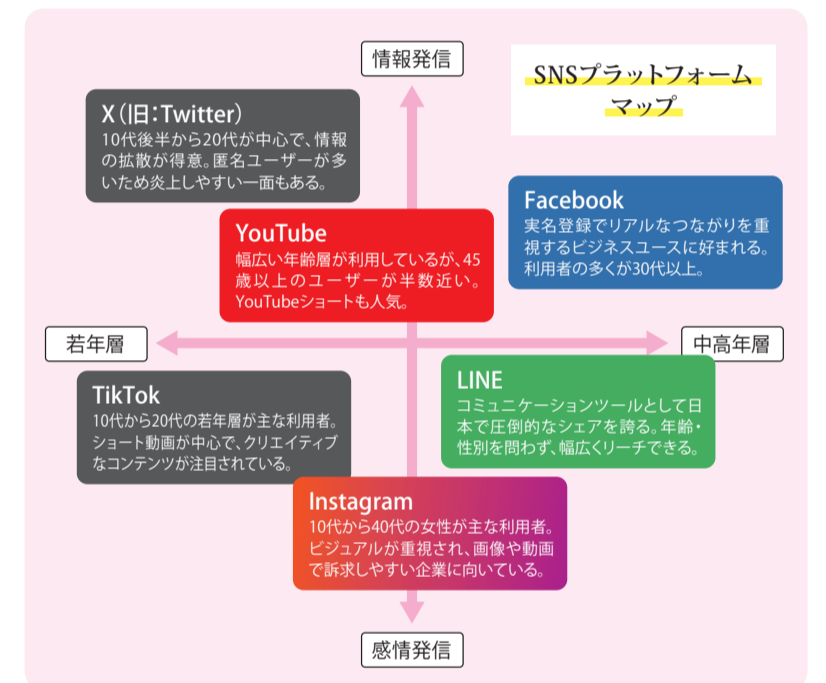 情報発信
SNSプラットフォーム
マップ
X（旧：Twitter）
10代後半から20代が中心で、情報
の拡散が得意。匿名ユーザーが多
いため炎上しやすい一面もある。
Facebook
実名登録でリアルなつながりを重
視するビジネスユースに好まれる。
利用者の多くが30代以上。
YouTube
幅広い年齢層が利用しているが、45
歳以上のユーザーが半数近い。
YouTubeショートも人気。
若年層
中高年層
TikTok
10代から20代の若年層が主な利用者。
ショート動画が中心で、クリエイティブ
なコンテンツが注目されている。
LINE
コミュニケーションツールとして日
本で圧倒的なシェアを誇る。年齢・
性別を問わず、幅広くリーチできる。
Instagram
10代から40代の女性が主な利用者。
ビジュアルが重視され、画像や動画
で訴求しやすい企業に向いている。
感情発信